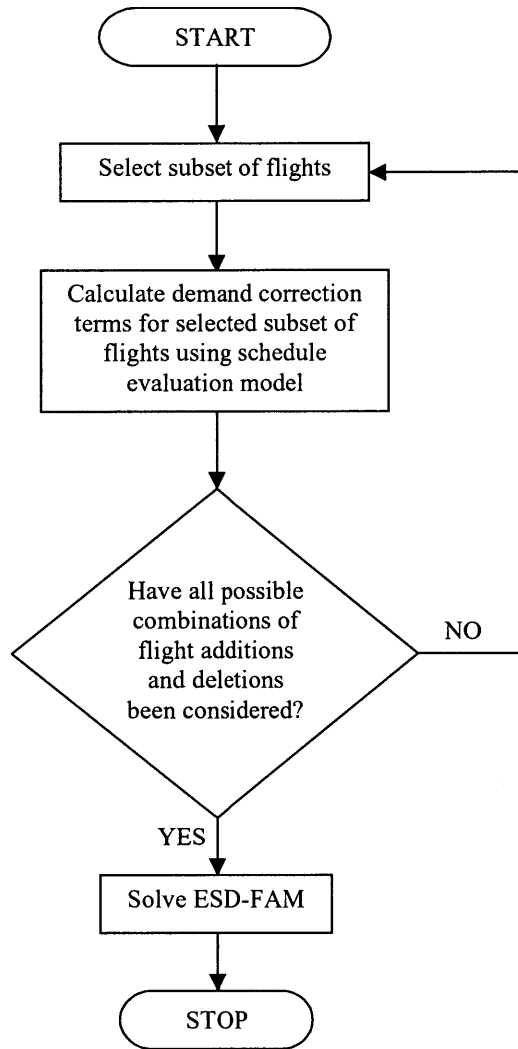 START
Select subset of flights
Calculate demand correction
terms for selected subset of
flights using schedule
evaluation model
Have all possible
combinations of
flight additions
and deletions
been considered?
NO
YES
Solve ESD-FAM
STOP